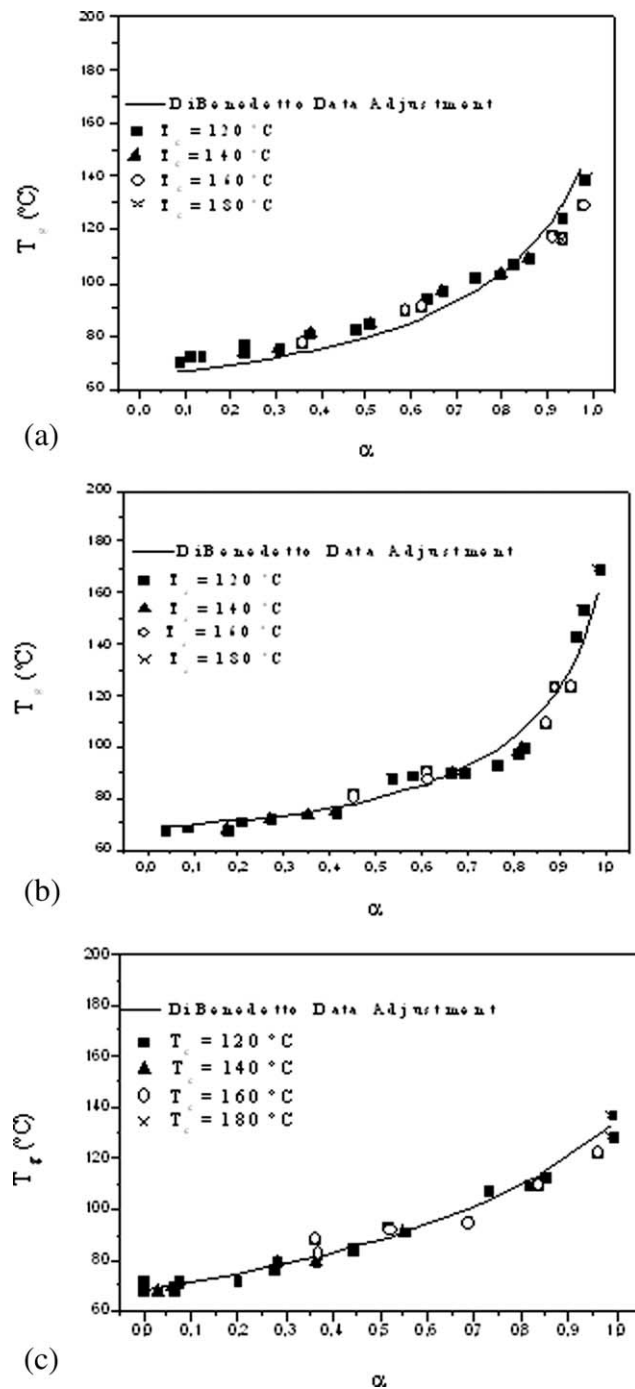 200
180
160
140
120
100
80
60
T (°C)
DiBenedetto Data Adjustment
T c = 120 °C
T c = 140 °C
T c = 160 °C
T c = 180 °C
0,0 0,1 0,2 0,3 0,4 0,5 0,6 0,7 0,8 0,9 1,0
α
(a)
200
180
160
140
120
100
80
60
T (°C)
DiBenedetto Data Adjustment
T c = 120 °C
T c = 140 °C
T c = 160 °C
T c = 180 °C
0,0 0,1 0,2 0,3 0,4 0,5 0,6 0,7 0,8 0,9 1,0
α
(b)
200
180
160
140
120
100
80
60
T g (°C)
DiBenedetto Data Adjustment
T c = 120 °C
T c = 140 °C
T c = 160 °C
T c = 180 °C
0,0 0,1 0,2 0,3 0,4 0,5 0,6 0,7 0,8 0,9 1,0
α
(c)